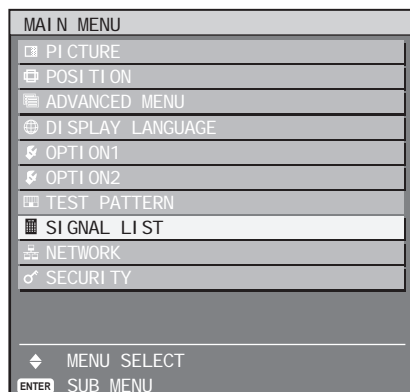 MAIN MENU
PICTURE
POSITION
ADVANCED MENU
DISPLAY LANGUAGE
OPTION1
OPTION2
TEST PATTERN
SIGNAL LIST
NETWORK
SECURITY
MENU SELECT
ENTER SUB MENU